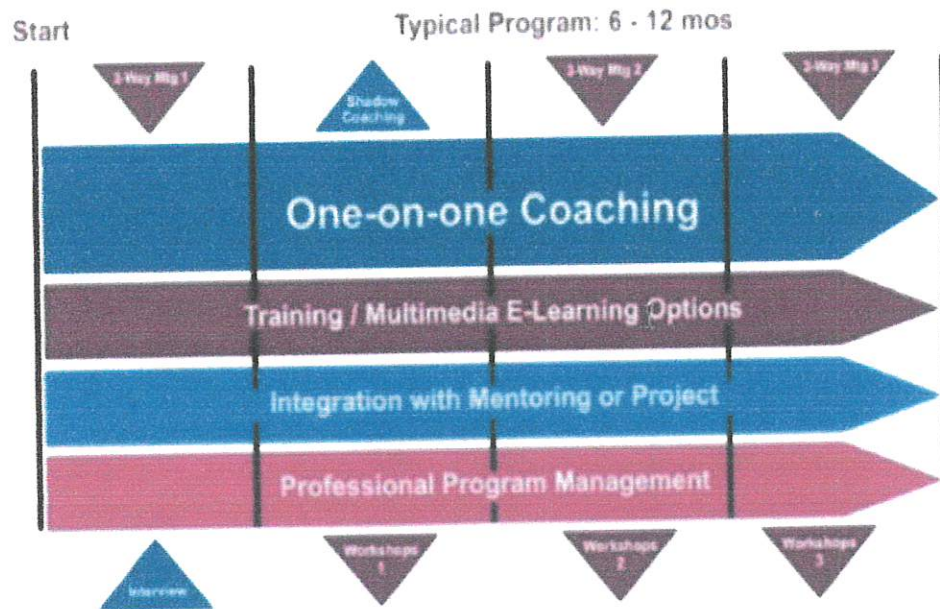 Start
Typical Program: 6 - 12 mos
3-Way Mtg 1
Shadow
Coaching
3-Way Mtg 2
3-Way Mtg 3
One-on-one Coaching
Training / Multimedia E-Learning Options
Integration with Mentoring or Project
Professional Program Management
Interview
Workshops
1
Workshops
2
Workshops
3